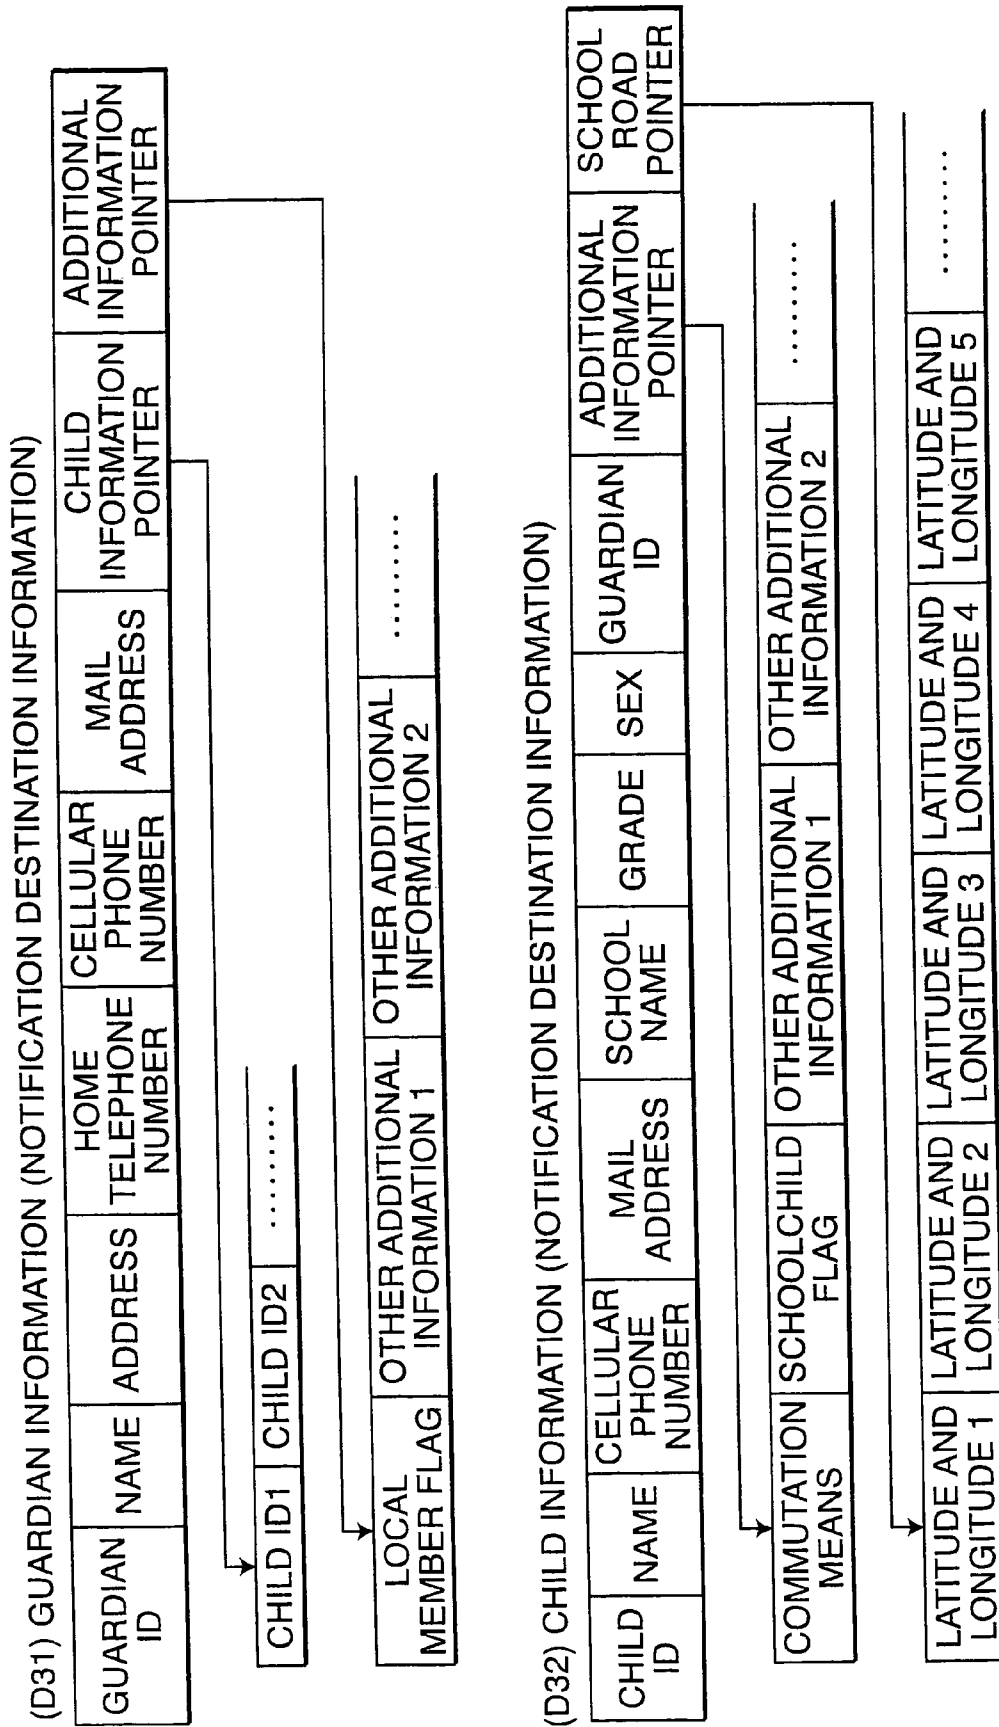 (D31) GUARDIAN INFORMATION (NOTIFICATION DESTINATION INFORMATION)
GUARDIAN
ID
NAME
ADDRESS
HOME
TELEPHONE
NUMBER
CELLULAR
PHONE
NUMBER
MAIL
ADDRESS
CHILD
INFORMATION
POINTER
ADDITIONAL
INFORMATION
POINTER
CHILD ID1
CHILD ID2
.........
LOCAL
MEMBER FLAG
OTHER ADDITIONAL
INFORMATION 1
OTHER ADDITIONAL
INFORMATION 2
.........
(D32) CHILD INFORMATION (NOTIFICATION DESTINATION INFORMATION)
CHILD
ID
NAME
CELLULAR
PHONE
NUMBER
MAIL
ADDRESS
SCHOOL
NAME
GRADE
SEX
GUARDIAN
ID
ADDITIONAL
INFORMATION
POINTER
SCHOOL
ROAD
POINTER
COMMUTATION
MEANS
SCHOOLCHILD
FLAG
OTHER ADDITIONAL
INFORMATION 1
OTHER ADDITIONAL
INFORMATION 2
.........
LATITUDE AND
LONGITUDE 1
LATITUDE AND
LONGITUDE 2
LATITUDE AND
LONGITUDE 3
LATITUDE AND
LONGITUDE 4
LATITUDE AND
LONGITUDE 5
.........